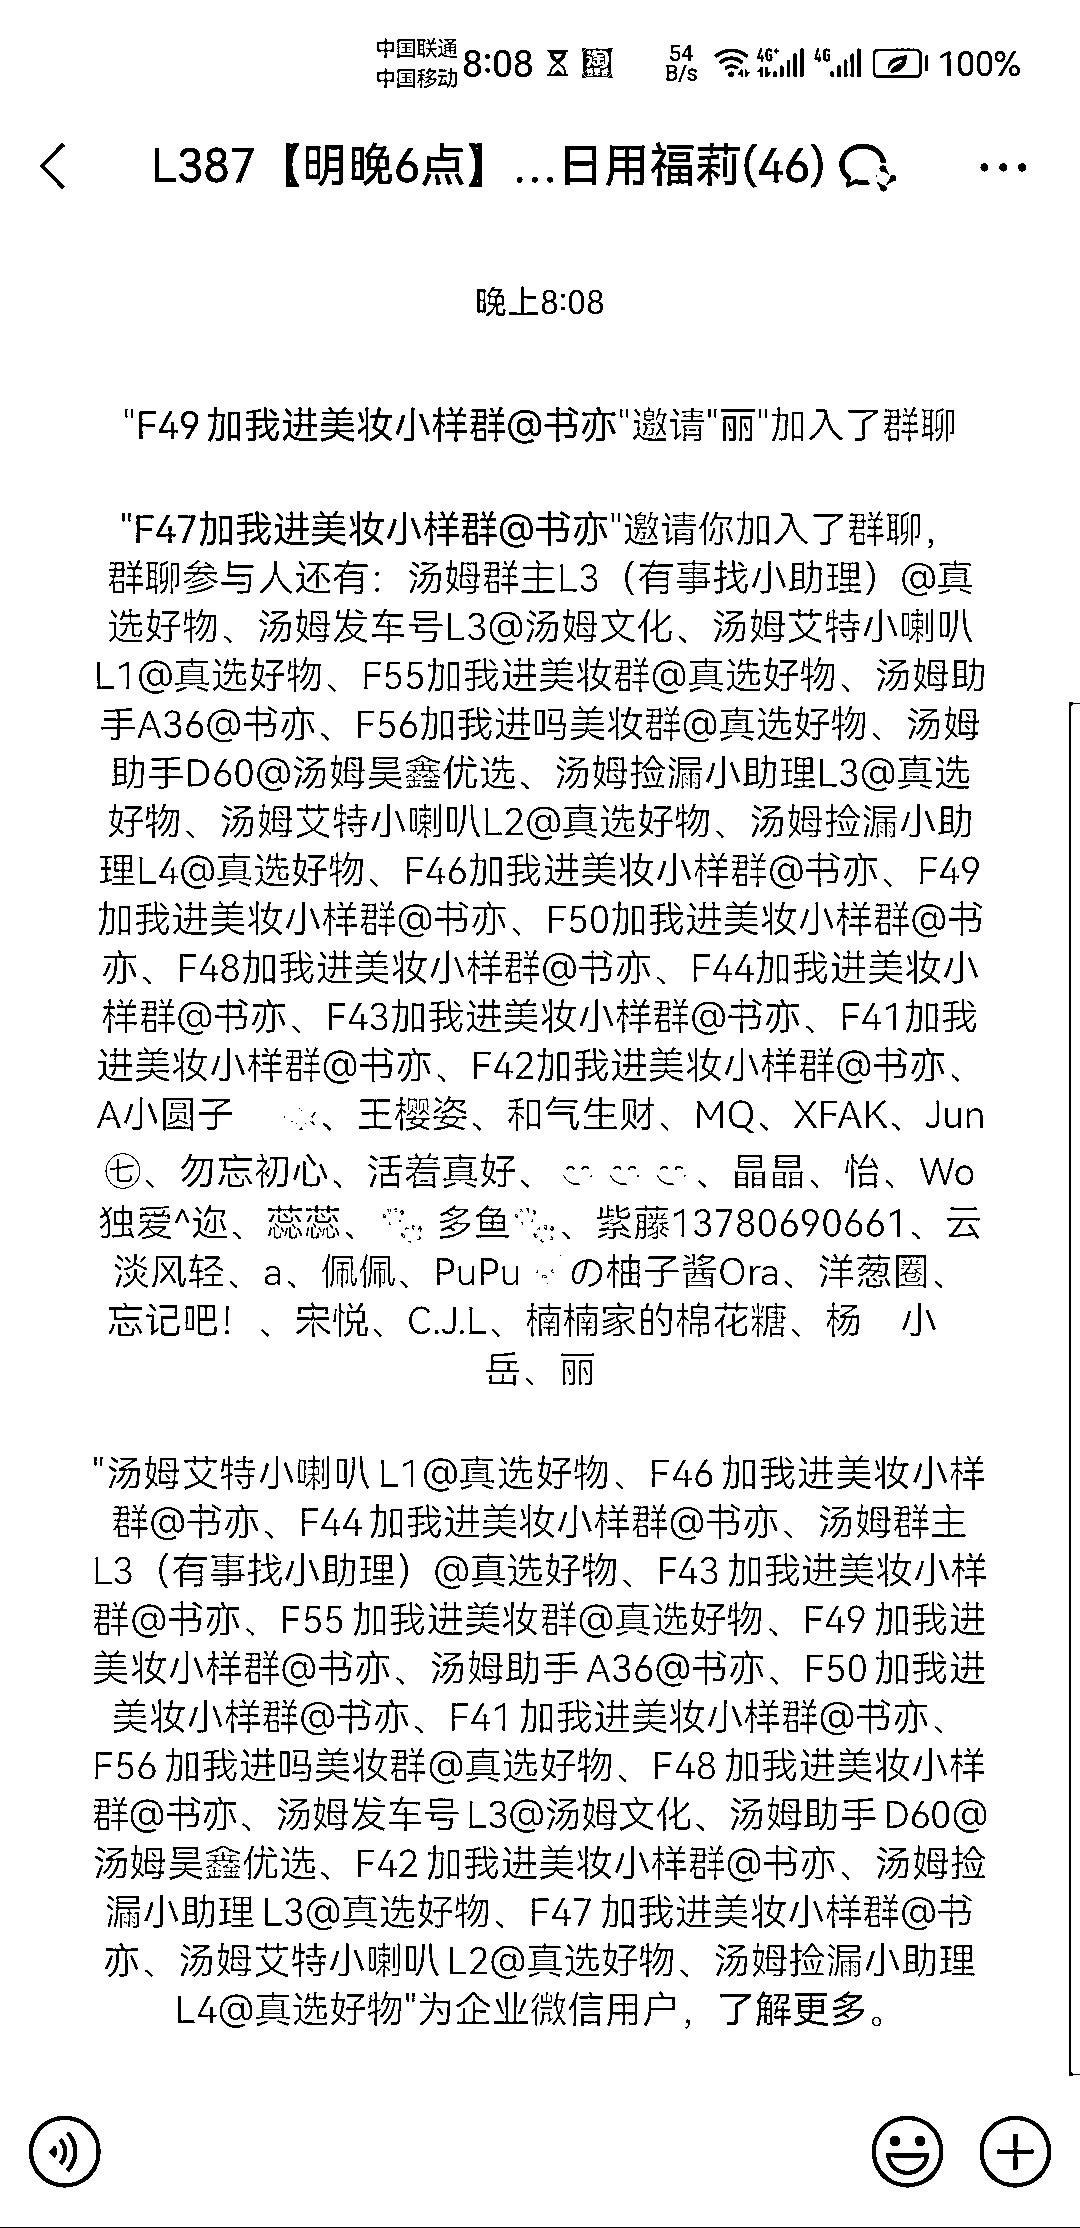 中国联通
中国移动
8:08
54
B/s
4G+
4G
100%
L387【明晚6点】...日用福莉(46)
晚上8:08
"F49 加我进美妆小样群@书亦"邀请"丽"加入了群聊
"F47加我进美妆小样群@书亦"邀请你加入了群聊，
群聊参与人还有：汤姆群主L3（有事找小助理）@真
选好物、汤姆发车号L3@汤姆文化、汤姆艾特小喇叭
L1@真选好物、F55加我进美妆群@真选好物、汤姆助
手A36@书亦、F56加我进吗美妆群@真选好物、汤姆
助手D60@汤姆昊鑫优选、汤姆捡漏小助理L3@真选
好物、汤姆艾特小喇叭L2@真选好物、汤姆捡漏小助
理L4@真选好物、F46加我进美妆小样群@书亦、F49
加我进美妆小样群@书亦、F50加我进美妆小样群@书
亦、F48加我进美妆小样群@书亦、F44加我进美妆小
样群@书亦、F43加我进美妆小样群@书亦、F41加我
进美妆小样群@书亦、F42加我进美妆小样群@书亦、
A小圆子、王樱姿、和气生财、MQ、XFAK、Jun
㊆、勿忘初心、活着真好、、晶晶、怡、Wo
独爱^迩、蕊蕊、多鱼、紫藤13780690661、云
淡风轻、a、佩佩、PuPu の柚子酱Ora、洋葱圈、
忘记吧！、宋悦、C.J.L、楠楠家的棉花糖、杨 小
岳、丽
"汤姆艾特小喇叭 L1@真选好物、F46 加我进美妆小样
群@书亦、F44 加我进美妆小样群@书亦、汤姆群主
L3（有事找小助理）@真选好物、F43 加我进美妆小样
群@书亦、F55 加我进美妆群@真选好物、F49 加我进
美妆小样群@书亦、汤姆助手 A36@书亦、F50 加我进
美妆小样群@书亦、F41 加我进美妆小样群@书亦、
F56 加我进吗美妆群@真选好物、F48 加我进美妆小样
群@书亦、汤姆发车号 L3@汤姆文化、汤姆助手 D60@
汤姆昊鑫优选、F42 加我进美妆小样群@书亦、汤姆捡
漏小助理 L3@真选好物、F47 加我进美妆小样群@书
亦、汤姆艾特小喇叭 L2@真选好物、汤姆捡漏小助理
L4@真选好物"为企业微信用户，了解更多。